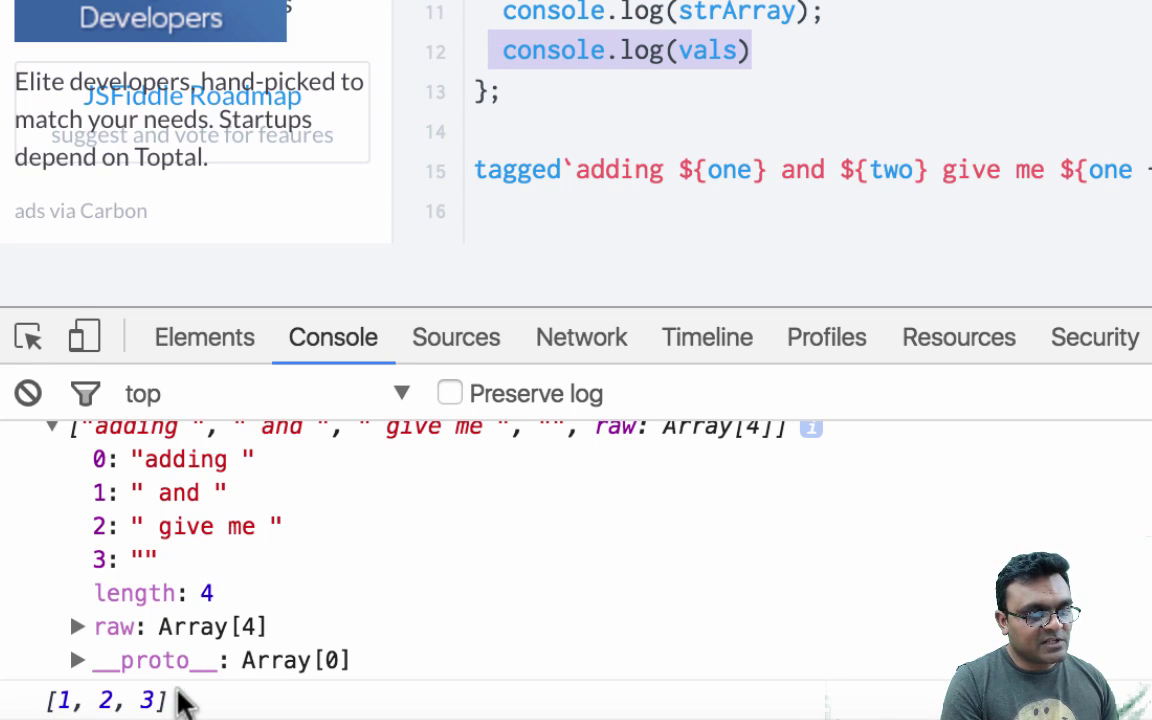 Developers
Elite developers, hand-picked to
match your needs. Startups
depend on Toptal.
JSFiddle Roadmap
suggest and vote for feaures
ads via Carbon
11 console.log(strArray);
12 console.log(vals)
13 };
14
15 tagged`adding ${one} and ${two} give me ${one
16
Elements Console Sources Network Timeline Profiles Resources Security
top ▼ Preserve log
▼ ["adding ", " and ", " give me ", "", raw: Array[4]] i
0: "adding "
1: " and "
2: " give me "
3: ""
length: 4
▶ raw: Array[4]
▶ __proto__: Array[0]
[1, 2, 3]